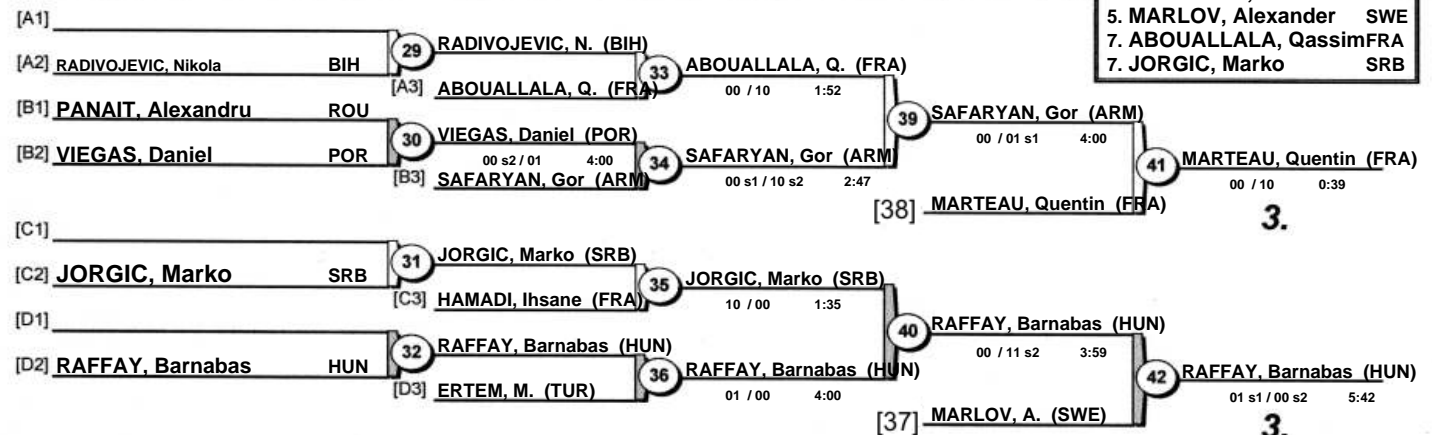 5. MARLOV, Alexander SWE
7. ABOUALLALA, Qassim FRA
7. JORGIC, Marko SRB
[A1]
[A2] RADIVOJEVIC, Nikola BIH
29 RADIVOJEVIC, N. (BIH)
[A3] ABOUALLALA, Q. (FRA)
33 ABOUALLALA, Q. (FRA)
00 / 10 1:52
[B1] PANAIT, Alexandru ROU
[B2] VIEGAS, Daniel POR
30 VIEGAS, Daniel (POR)
00 s2 / 01 4:00
[B3] SAFARYAN, Gor (ARM)
34 SAFARYAN, Gor (ARM)
00 s1 / 10 s2 2:47
39 SAFARYAN, Gor (ARM)
00 / 01 s1 4:00
[38] MARTEAU, Quentin (FRA)
41 MARTEAU, Quentin (FRA)
00 / 10 0:39
3.
[C1]
[C2] JORGIC, Marko SRB
31 JORGIC, Marko (SRB)
[C3] HAMADI, Ihsane (FRA)
35 JORGIC, Marko (SRB)
10 / 00 1:35
[D1]
[D2] RAFFAY, Barnabas HUN
32 RAFFAY, Barnabas (HUN)
[D3] ERTEM, M. (TUR)
36 RAFFAY, Barnabas (HUN)
01 / 00 4:00
40 RAFFAY, Barnabas (HUN)
00 / 11 s2 3:59
[37] MARLOV, A. (SWE)
42 RAFFAY, Barnabas (HUN)
01 s1 / 00 s2 5:42
3.